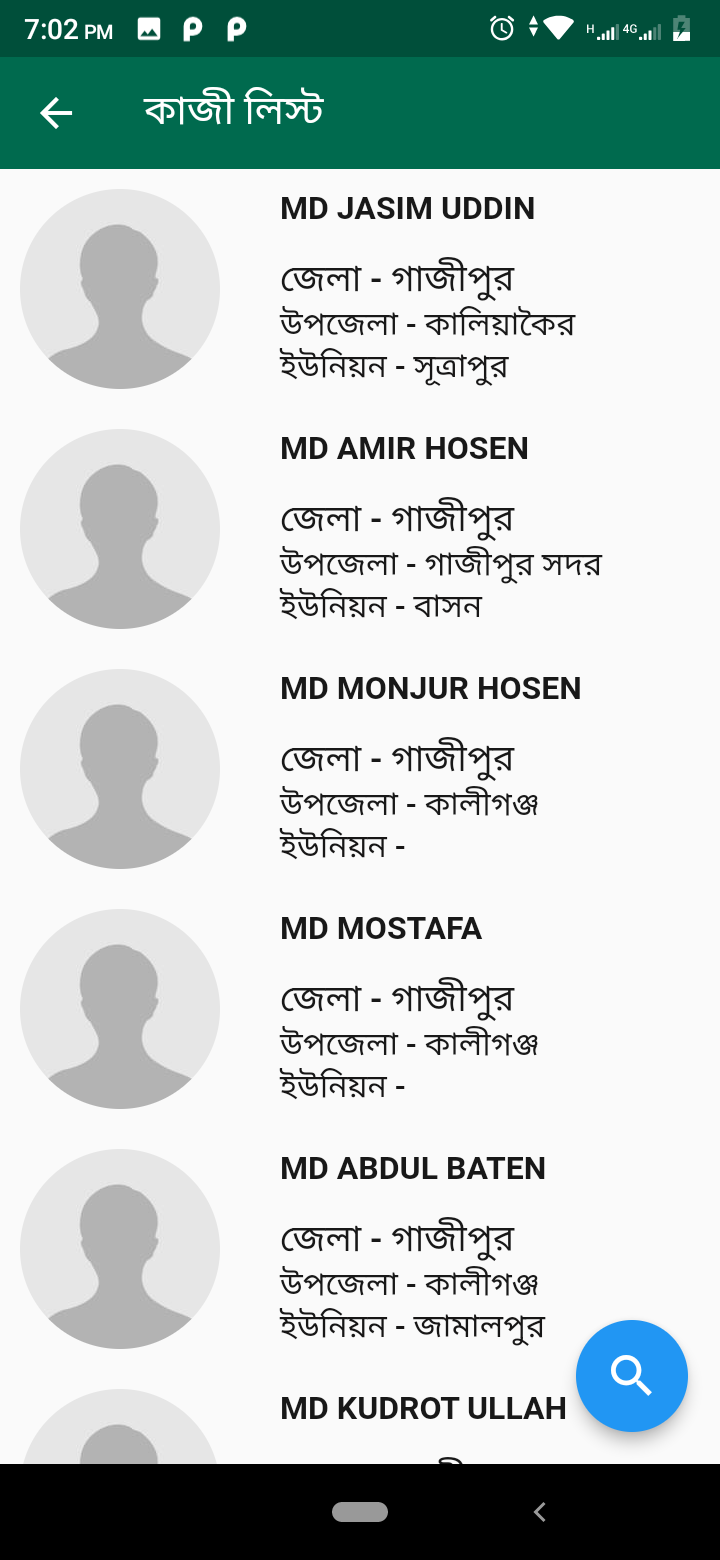 7:02 PM
H 4G
কাজী লিস্ট
MD JASIM UDDIN
জেলা - গাজীপুর
উপজেলা - কালিয়াকৈর
ইউনিয়ন - সূত্রাপুর
MD AMIR HOSEN
জেলা - গাজীপুর
উপজেলা - গাজীপুর সদর
ইউনিয়ন - বাসন
MD MONJUR HOSEN
জেলা - গাজীপুর
উপজেলা - কালীগঞ্জ
ইউনিয়ন -
MD MOSTAFA
জেলা - গাজীপুর
উপজেলা - কালীগঞ্জ
ইউনিয়ন -
MD ABDUL BATEN
জেলা - গাজীপুর
উপজেলা - কালীগঞ্জ
ইউনিয়ন - জামালপুর
MD KUDROT ULLAH